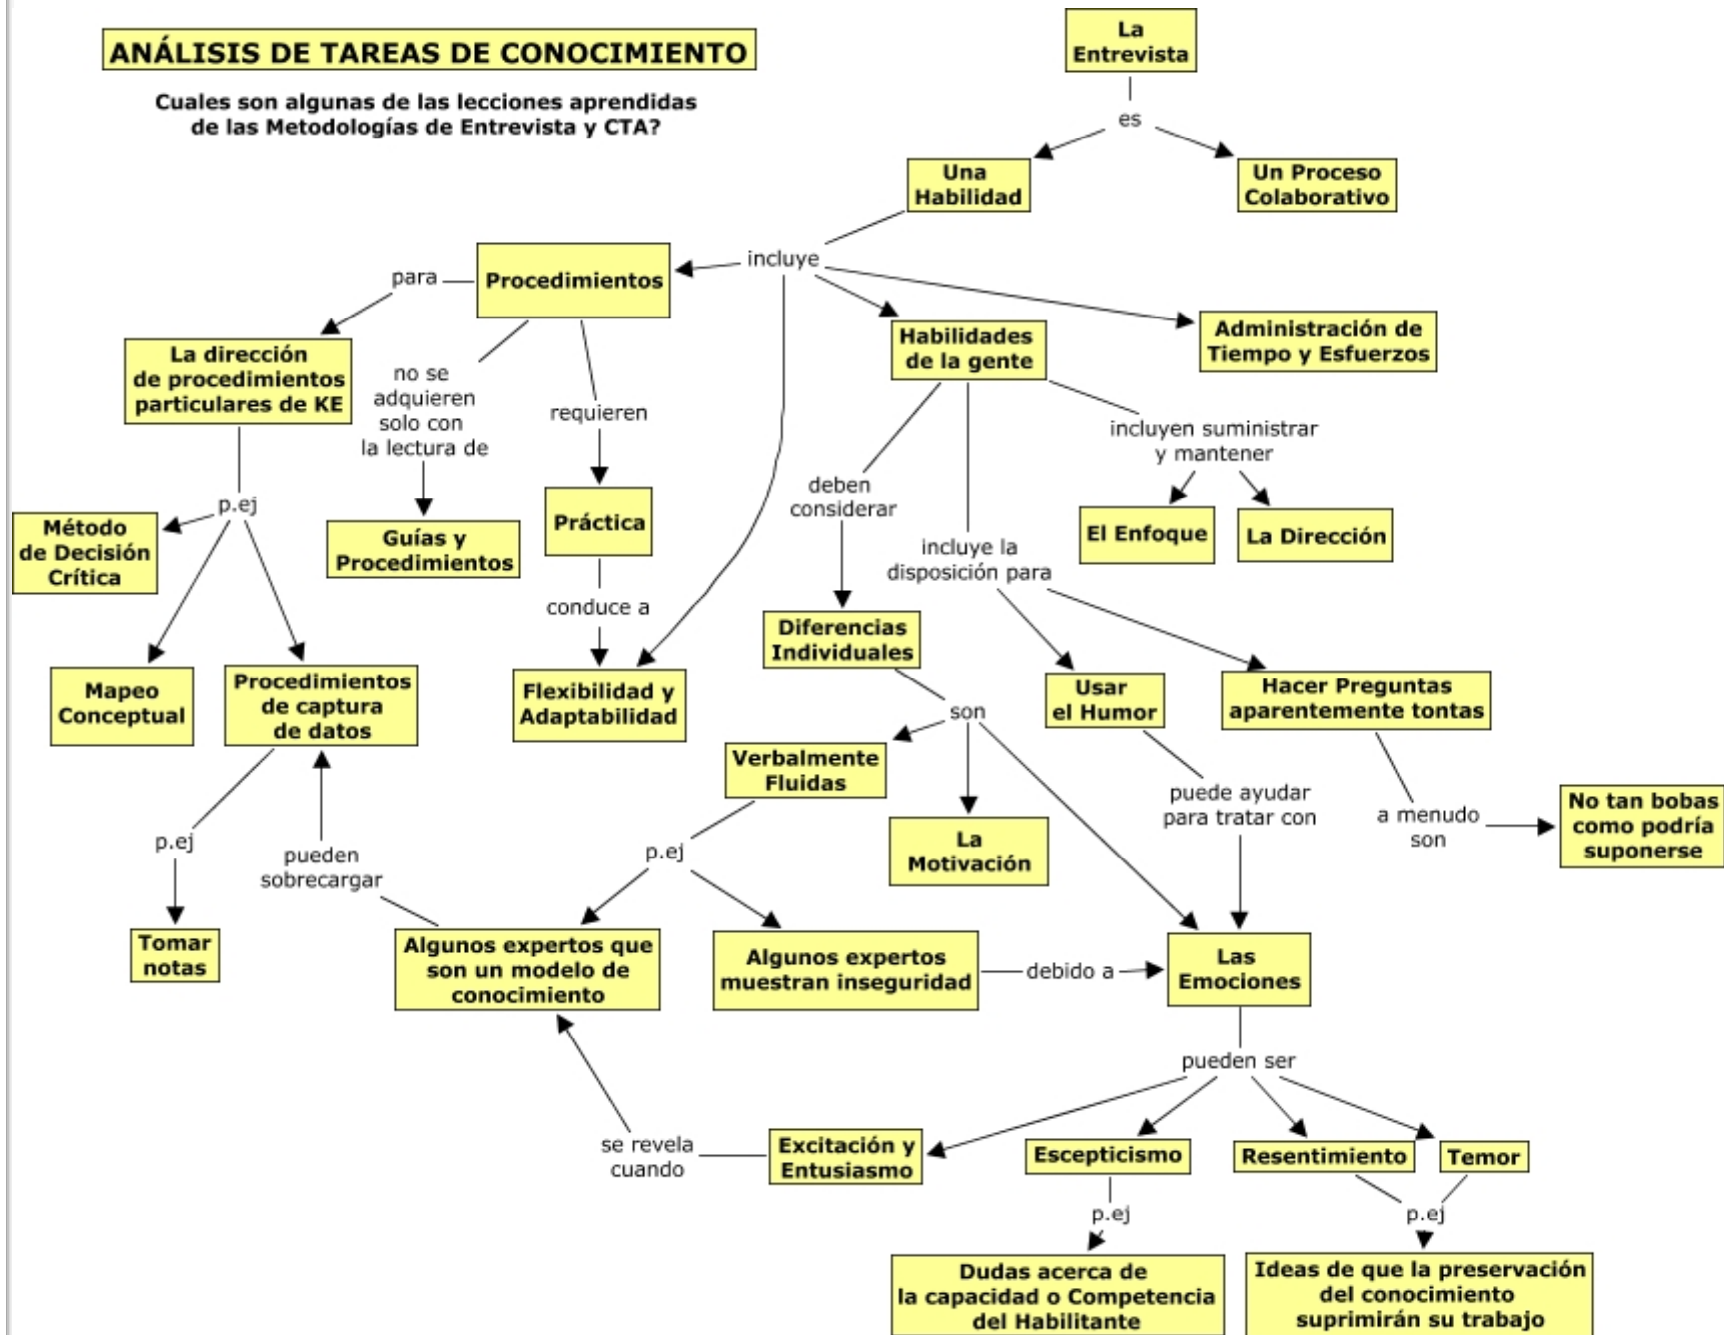 ANÁLISIS DE TAREAS DE CONOCIMIENTO
Cuales son algunas de las lecciones aprendidas
de las Metodologías de Entrevista y CTA?
La
Entrevista
es
Una
Habilidad
Un Proceso
Colaborativo
incluye
para
Procedimientos
Habilidades
de la gente
Administración de
Tiempo y Esfuerzos
La dirección
de procedimientos
particulares de KE
no se
adquieren
solo con
la lectura de
requieren
incluyen suministrar
y mantener
p.ej
Método
de Decisión
Crítica
Guías y
Procedimientos
Práctica
deben
considerar
incluye la
disposición para
El Enfoque
La Dirección
conduce a
Mapeo
Conceptual
Procedimientos
de captura
de datos
Flexibilidad y
Adaptabilidad
Diferencias
Individuales
Usar
el Humor
Hacer Preguntas
aparentemente tontas
son
Verbalmente
Fluidas
La
Motivación
puede ayudar
para tratar con
a menudo
son
No tan bobas
como podría
suponerse
p.ej
pueden
sobrecargar
p.ej
Tomar
notas
Algunos expertos que
son un modelo de
conocimiento
Algunos expertos
muestran inseguridad
debido a
Las
Emociones
pueden ser
se revela
cuando
Excitación y
Entusiasmo
Escepticismo
Resentimiento
Temor
p.ej
p.ej
Dudas acerca de
la capacidad o Competencia
del Habilitante
Ideas de que la preservación
del conocimiento
suprimirán su trabajo